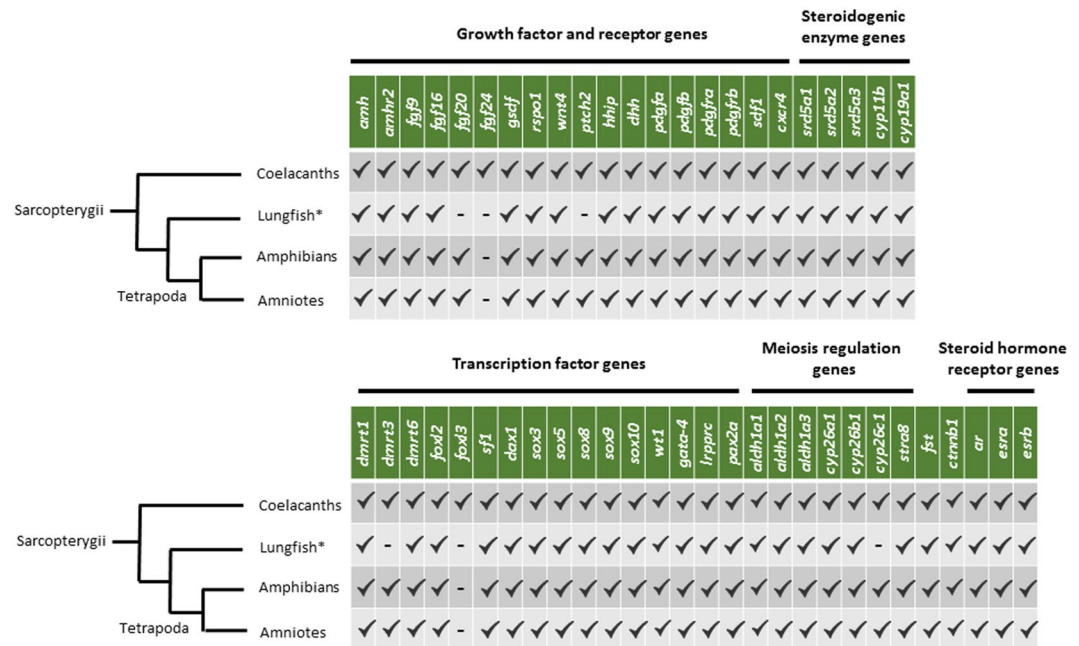 Growth factor and receptor genes
Steroidogenic
enzyme genes
amh amhr2 fgf9 fgf16 fgf20 fgf24 gsdf rspo1 wnt4 ptch2 hhip dhh pdgfa pdgfb pdgfra pdgfrb sdf1 cxcr4 srd5a1 srd5a2 srd5a3 cyp11b cyp19a1
Coelacanths ✓ ✓ ✓ ✓ ✓ ✓ ✓ ✓ ✓ ✓ ✓ ✓ ✓ ✓ ✓ ✓ ✓ ✓ ✓ ✓ ✓ ✓ ✓
Sarcopterygii
Lungfish* ✓ ✓ ✓ ✓ - - ✓ ✓ ✓ - ✓ ✓ ✓ ✓ ✓ ✓ ✓ ✓ ✓ ✓ ✓ ✓ ✓
Amphibians ✓ ✓ ✓ ✓ ✓ - ✓ ✓ ✓ ✓ ✓ ✓ ✓ ✓ ✓ ✓ ✓ ✓ ✓ ✓ ✓ ✓ ✓
Tetrapoda
Amniotes ✓ ✓ ✓ ✓ ✓ - ✓ ✓ ✓ ✓ ✓ ✓ ✓ ✓ ✓ ✓ ✓ ✓ ✓ ✓ ✓ ✓ ✓
Transcription factor genes
Meiosis regulation
genes
Steroid hormone
receptor genes
dmrt1 dmrt3 dmrt6 foxl2 foxl3 sf1 dax1 sox3 sox5 sox8 sox9 sox10 wt1 gata-4 lrpprc pax2a aldh1a1 aldh1a2 aldh1a3 cyp26a1 cyp26b1 cyp26c1 stra8 fst ctnnb1 ar esra esrb
Coelacanths ✓ ✓ ✓ ✓ ✓ ✓ ✓ ✓ ✓ ✓ ✓ ✓ ✓ ✓ ✓ ✓ ✓ ✓ ✓ ✓ ✓ ✓ ✓ ✓ ✓ ✓ ✓ ✓
Sarcopterygii
Lungfish* ✓ - ✓ ✓ - ✓ ✓ ✓ ✓ ✓ ✓ ✓ ✓ ✓ ✓ ✓ ✓ ✓ ✓ ✓ ✓ - ✓ ✓ ✓ ✓ ✓ ✓
Amphibians ✓ ✓ ✓ ✓ - ✓ ✓ ✓ ✓ ✓ ✓ ✓ ✓ ✓ ✓ ✓ ✓ ✓ ✓ ✓ ✓ ✓ ✓ ✓ ✓ ✓ ✓ ✓
Tetrapoda
Amniotes ✓ ✓ ✓ ✓ - ✓ ✓ ✓ ✓ ✓ ✓ ✓ ✓ ✓ ✓ ✓ ✓ ✓ ✓ ✓ ✓ ✓ ✓ ✓ ✓ ✓ ✓ ✓